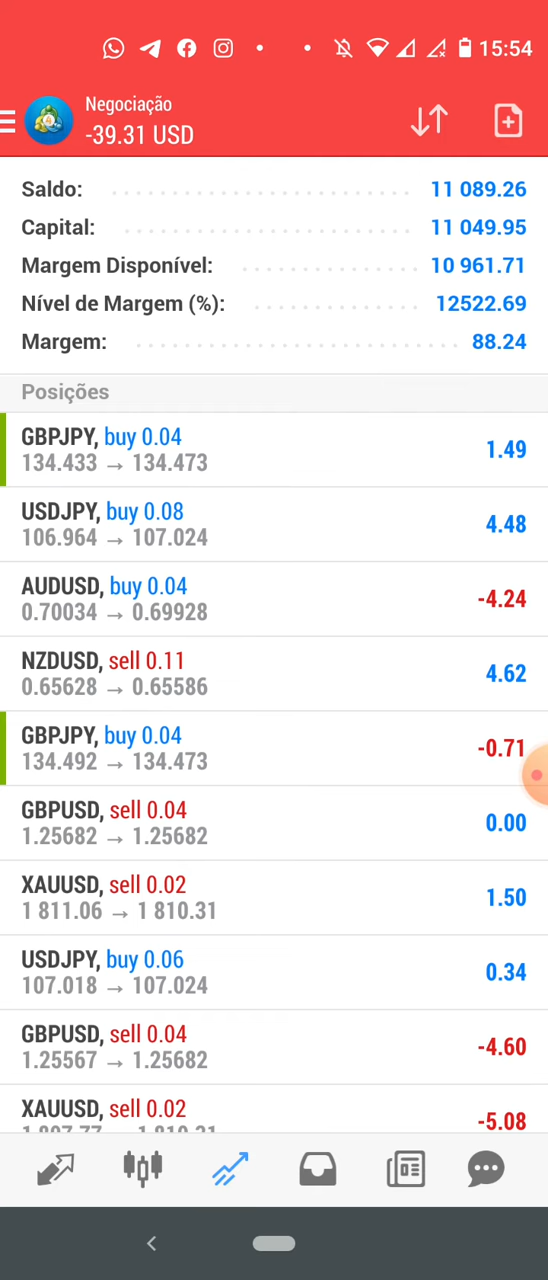 15:54
Negociação
-39.31 USD
Saldo: 11 089.26
Capital: 11 049.95
Margem Disponível: 10 961.71
Nível de Margem (%): 12522.69
Margem: 88.24
Posições
GBPJPY, buy 0.04
134.433 → 134.473 1.49
USDJPY, buy 0.08
106.964 → 107.024 4.48
AUDUSD, buy 0.04
0.70034 → 0.69928 -4.24
NZDUSD, sell 0.11
0.65628 → 0.65586 4.62
GBPJPY, buy 0.04
134.492 → 134.473 -0.71
GBPUSD, sell 0.04
1.25682 → 1.25682 0.00
XAUUSD, sell 0.02
1 811.06 → 1 810.31 1.50
USDJPY, buy 0.06
107.018 → 107.024 0.34
GBPUSD, sell 0.04
1.25567 → 1.25682 -4.60
XAUUSD, sell 0.02
-5.08